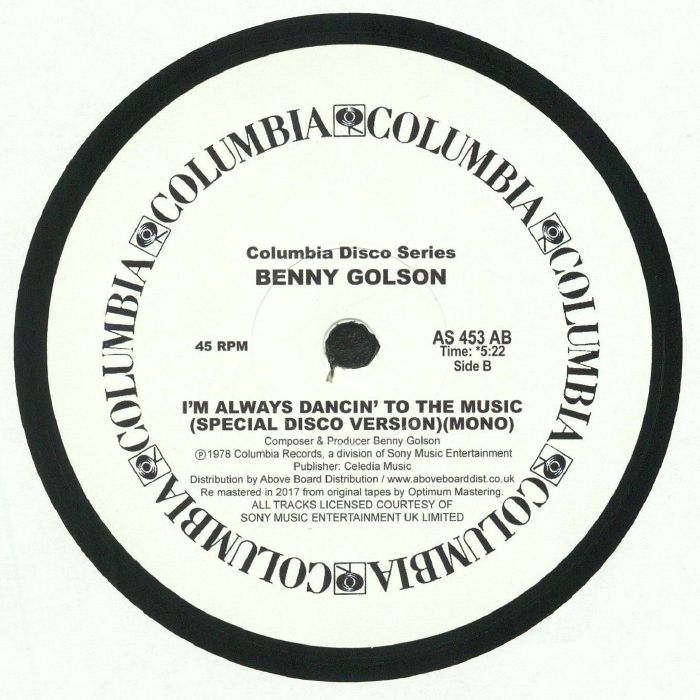 COLUMBIA COLUMBIA COLUMBIA COLUMBIA COLUMBIA COLUMBIA COLUMBIA COLUMBIA
Columbia Disco Series
BENNY GOLSON
45 RPM
AS 453 AB
Time: *5:22
Side B
I'M ALWAYS DANCIN' TO THE MUSIC
(SPECIAL DISCO VERSION)(MONO)
Composer & Producer Benny Golson
℗1978 Columbia Records, a division of Sony Music Entertainment
Publisher: Celedia Music
Distribution by Above Board Distribution / www.aboveboarddist.co.uk
Re mastered in 2017 from original tapes by Optimum Mastering.
ALL TRACKS LICENSED COURTESY OF
SONY MUSIC ENTERTAINMENT UK LIMITED